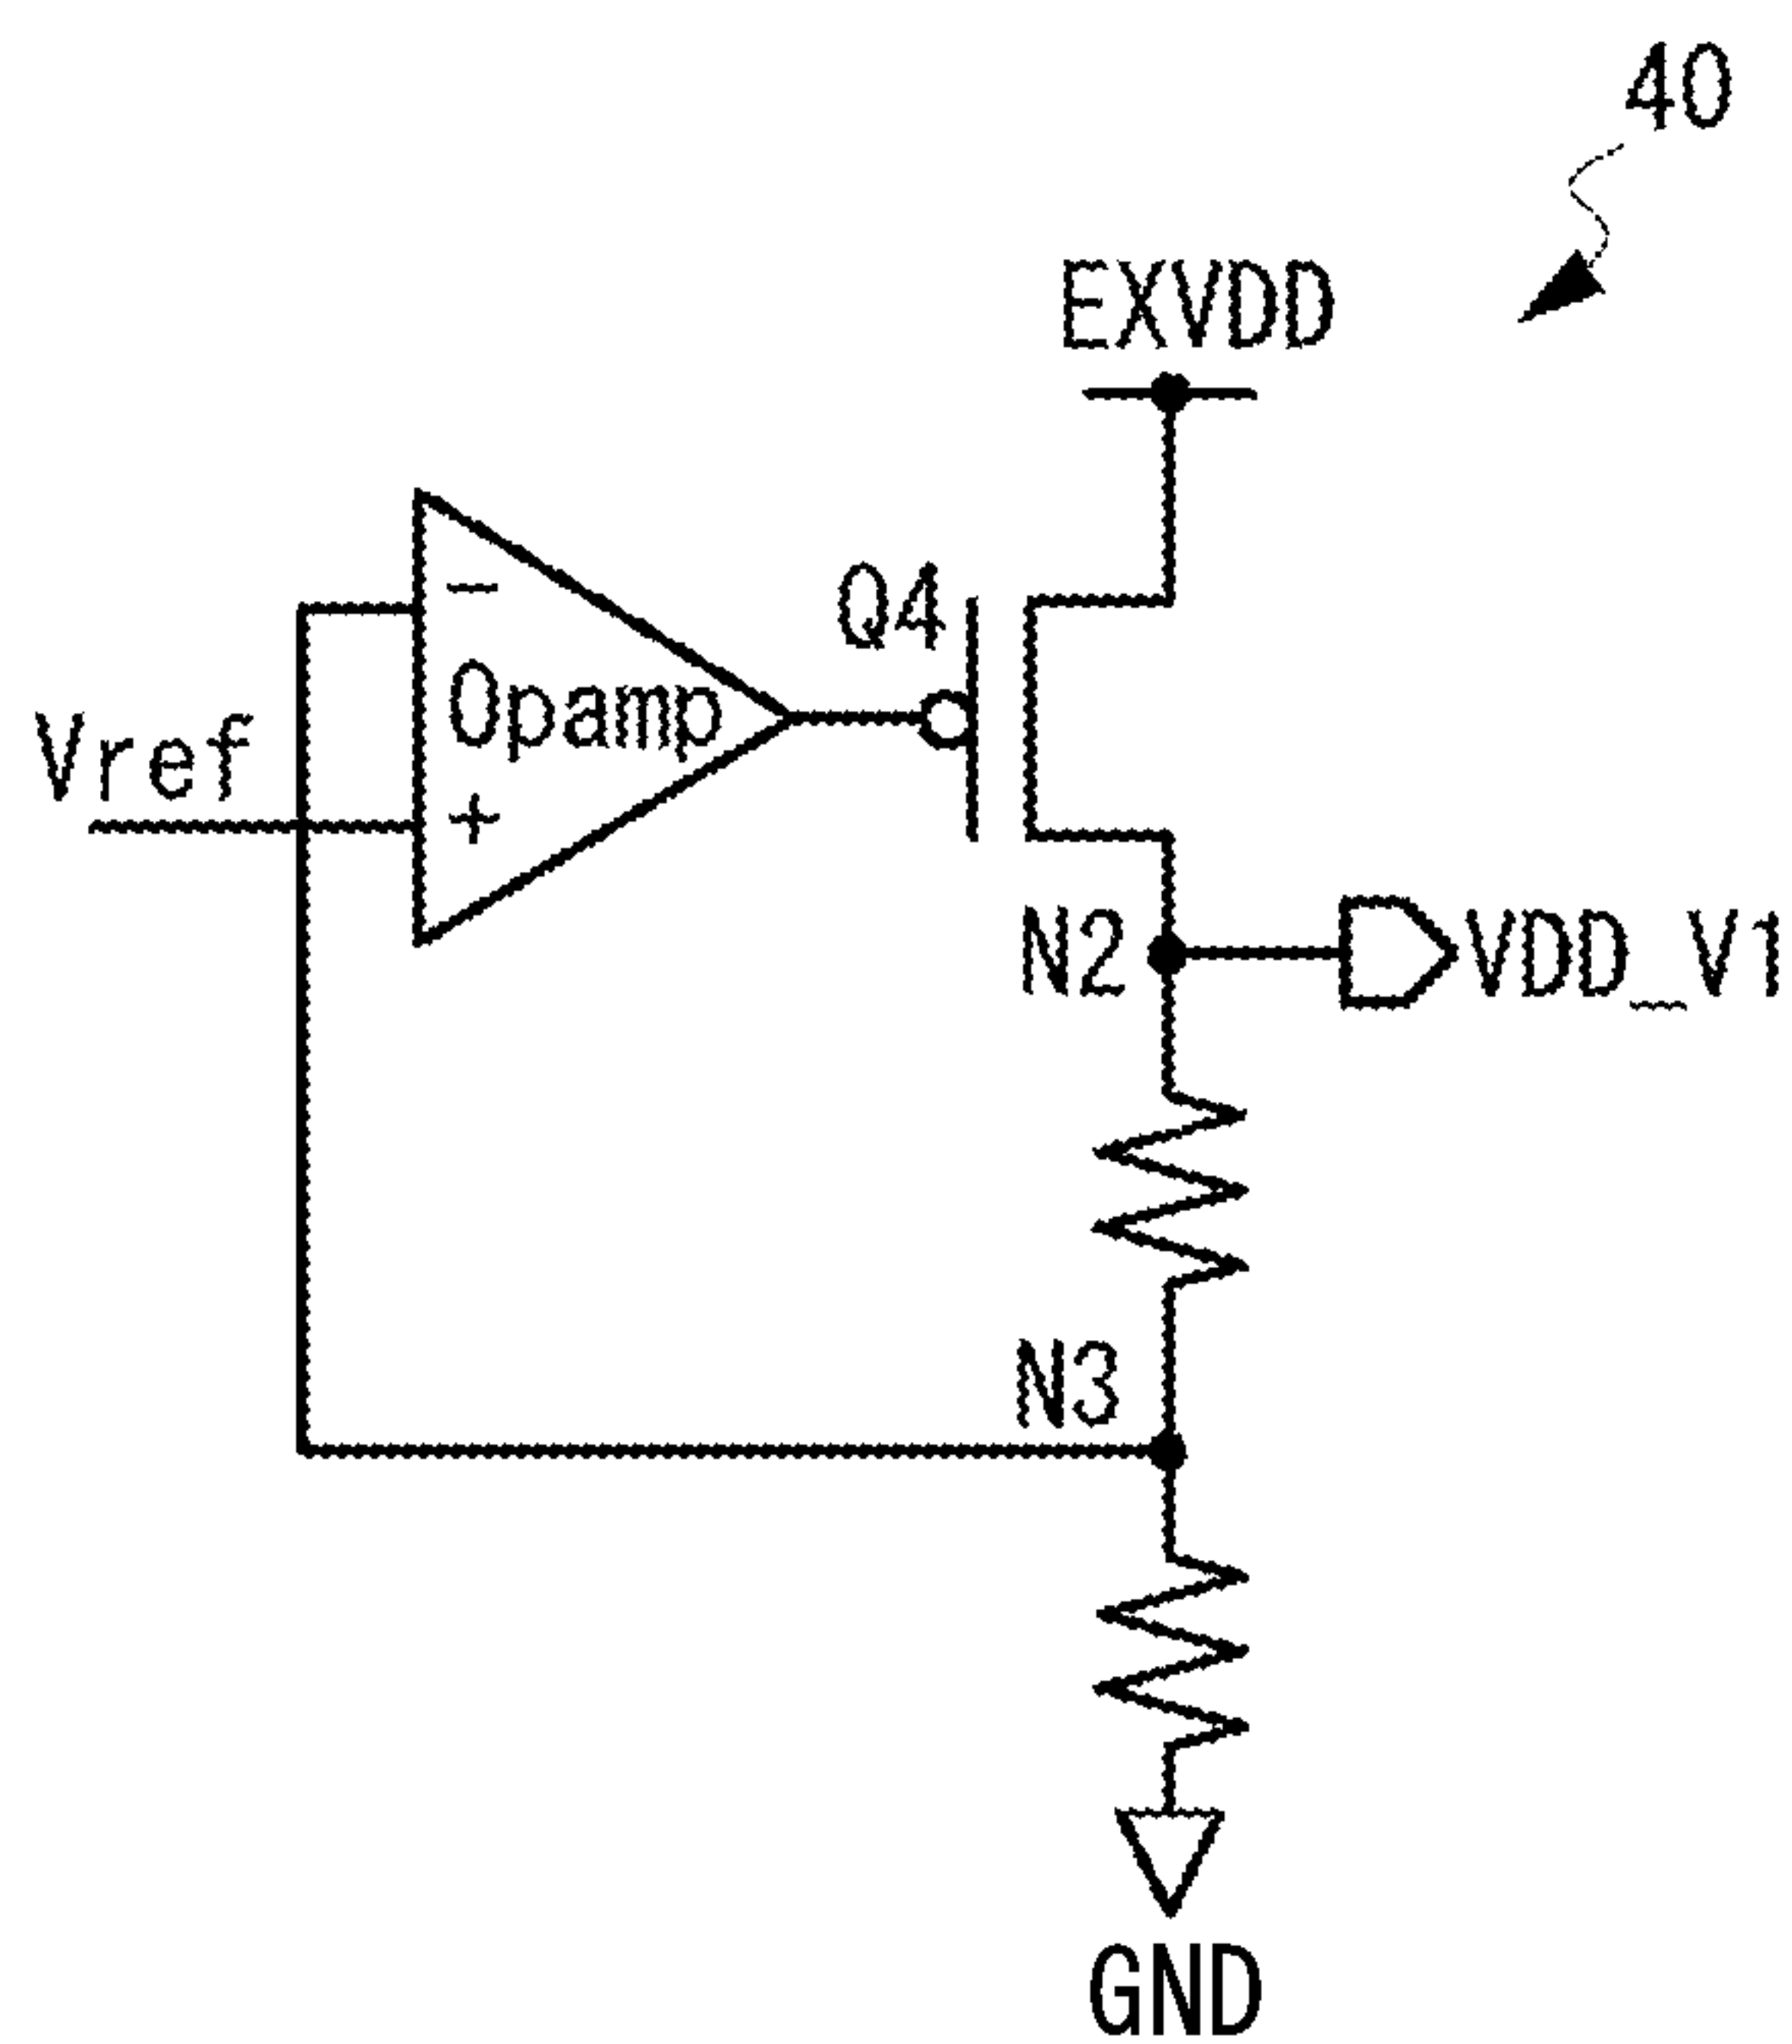 40
EXVDD
Q4
-
Opamp
+
Vref
N2
VDD_V1
N3
GND